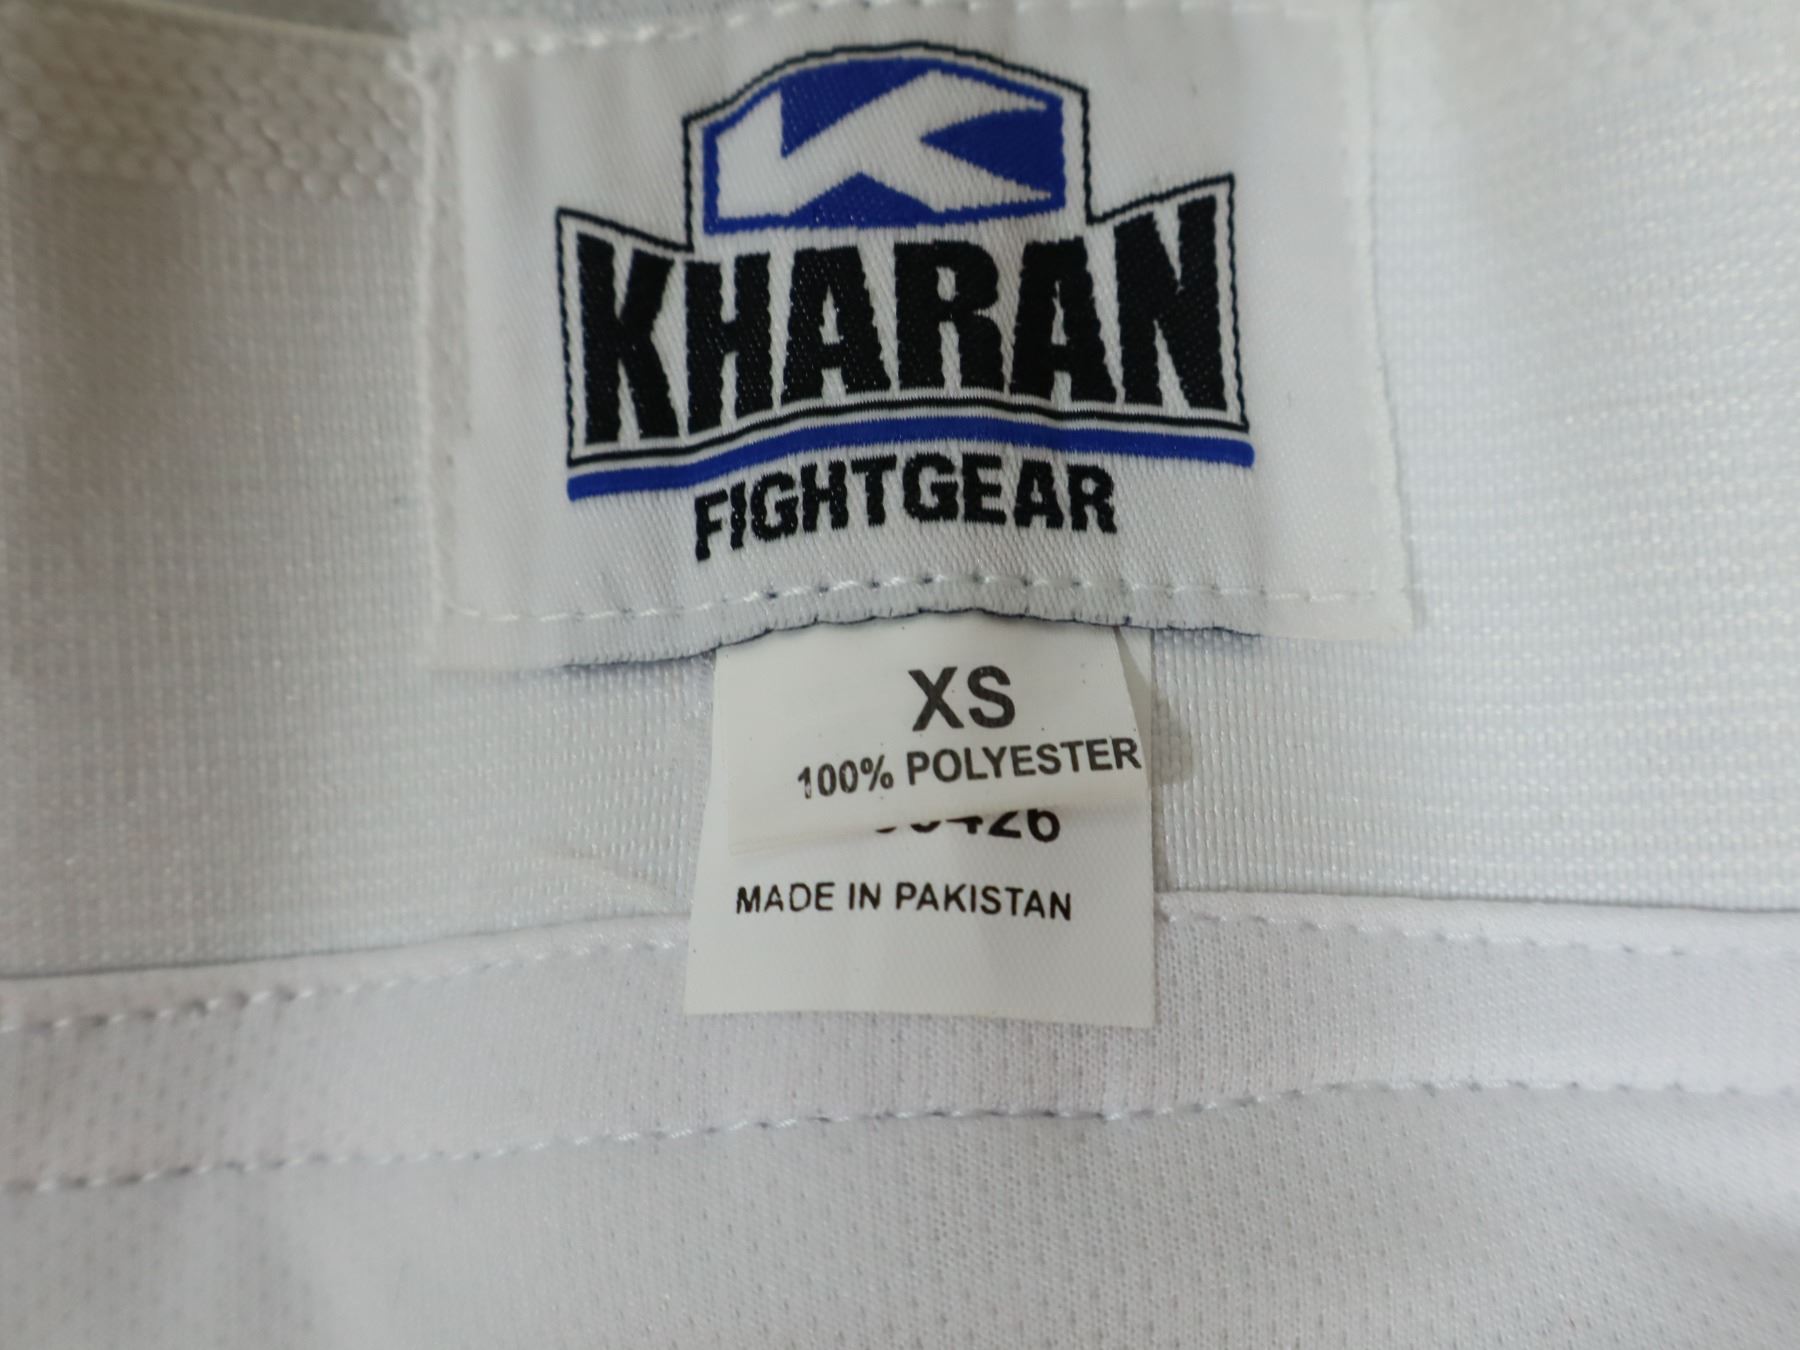 KHARAN
FIGHTGEAR
XS
100% POLYESTER
MADE IN PAKISTAN